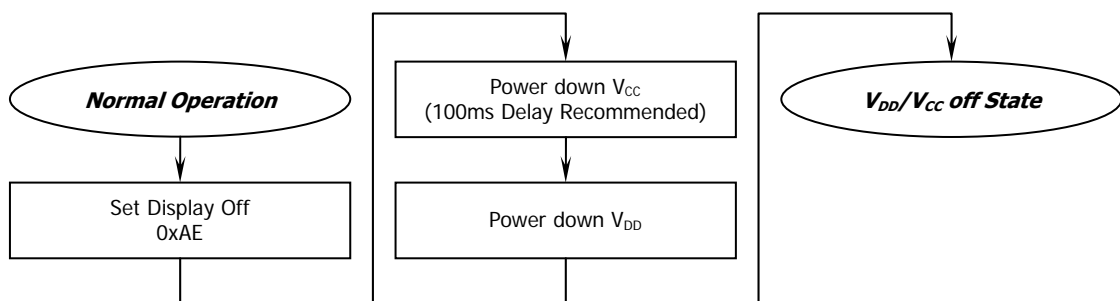 Normal Operation
Set Display Off
0xAE
Power down VCC
(100ms Delay Recommended)
Power down VDD
VDD/VCC off State